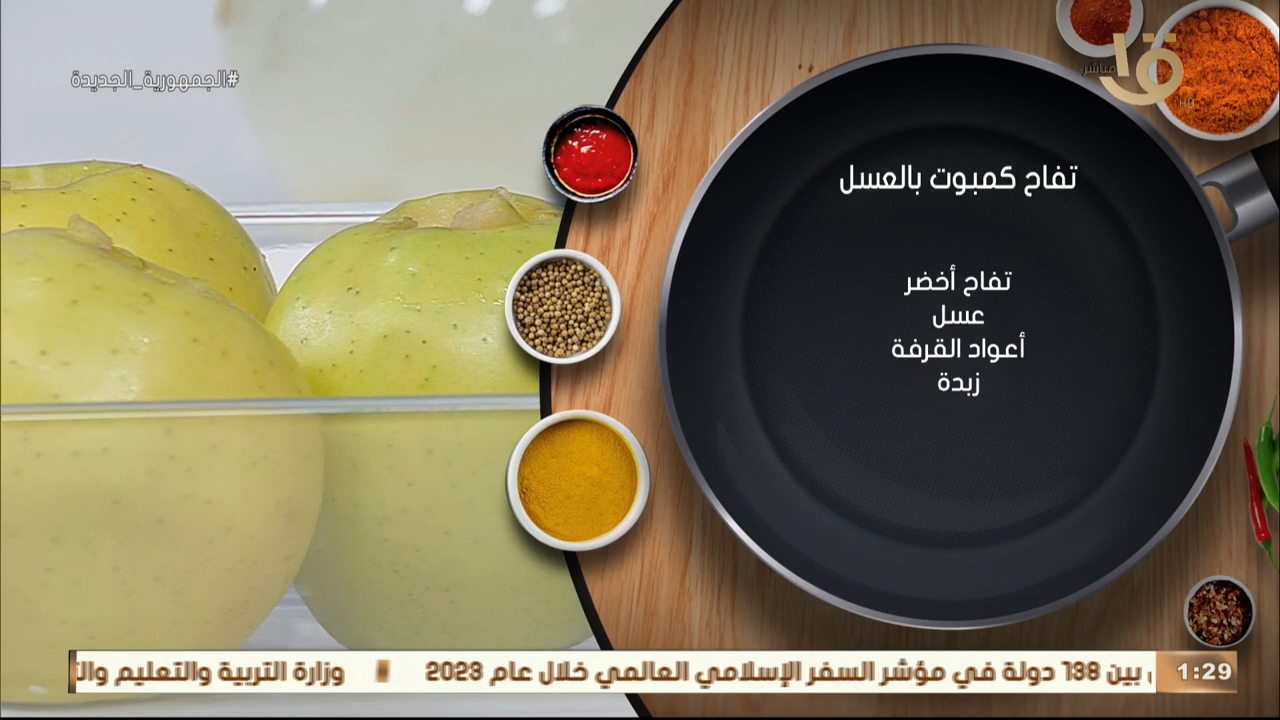 #الجمهورية_الجديدة
مباشر
HD
تفاح كمبوت بالعسل
تفاح أخضر
عسل
أعواد القرفة
زبدة
1:29
بين 138 دولة في مؤشر السفر الإسلامي العالمي خلال عام 2023
وزارة التربية والتعليم